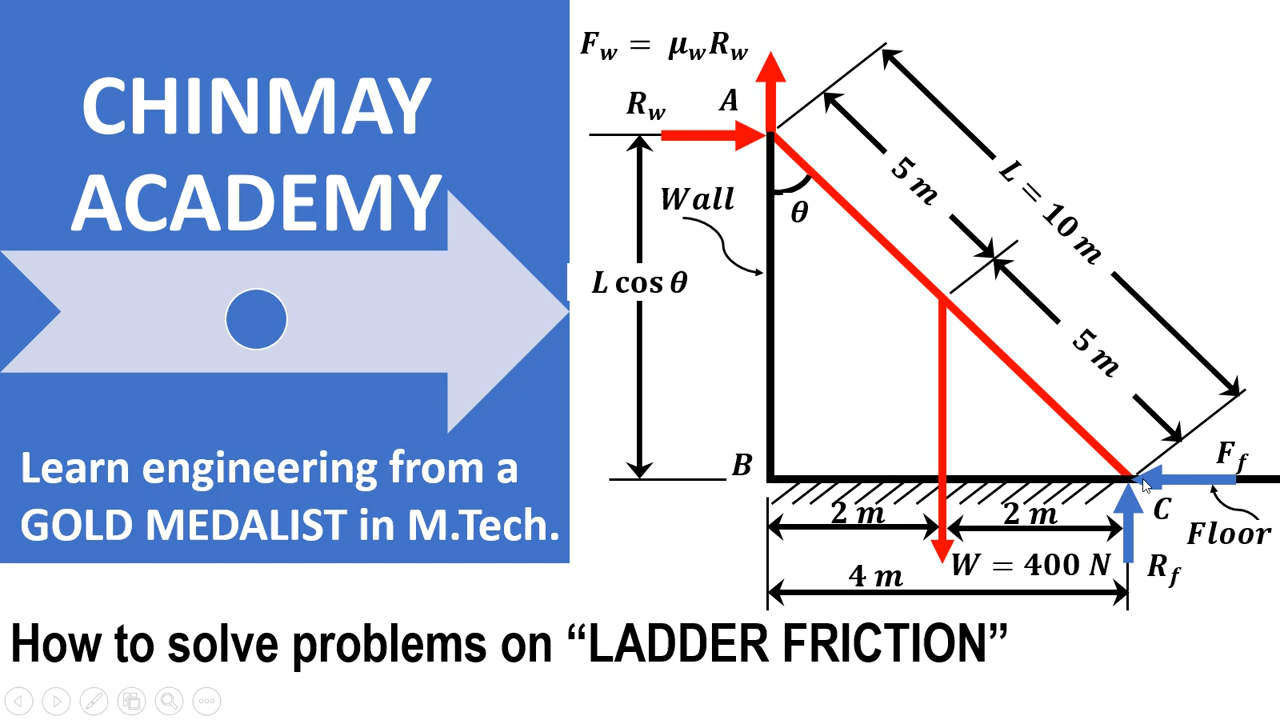 CHINMAY
ACADEMY
Learn engineering from a
GOLD MEDALIST in M.Tech.
F_w = μ_w R_w
R_w
A
Wall
θ
L cos θ
5 m
L = 10 m
5 m
B
F_f
C
Floor
2 m
2 m
W = 400 N
R_f
4 m
How to solve problems on “LADDER FRICTION”